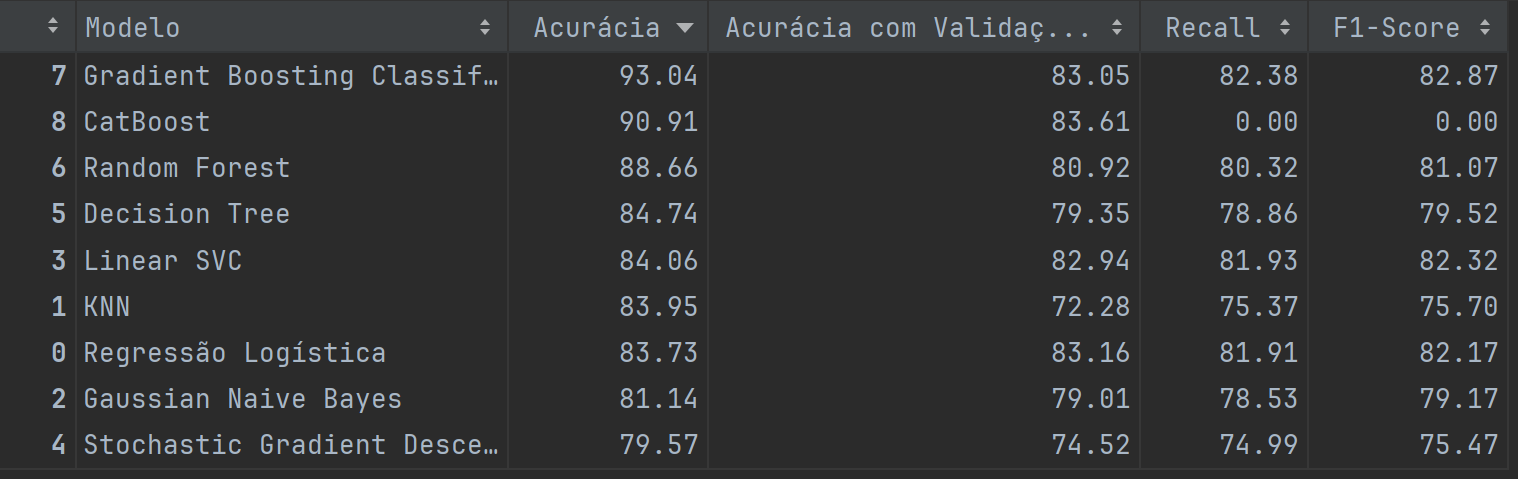 Modelo Acurácia Acurácia com Validaç... Recall F1-Score
7 Gradient Boosting Classif… 93.04 83.05 82.38 82.87
8 CatBoost 90.91 83.61 0.00 0.00
6 Random Forest 88.66 80.92 80.32 81.07
5 Decision Tree 84.74 79.35 78.86 79.52
3 Linear SVC 84.06 82.94 81.93 82.32
1 KNN 83.95 72.28 75.37 75.70
0 Regressão Logística 83.73 83.16 81.91 82.17
2 Gaussian Naive Bayes 81.14 79.01 78.53 79.17
4 Stochastic Gradient Desce… 79.57 74.52 74.99 75.47